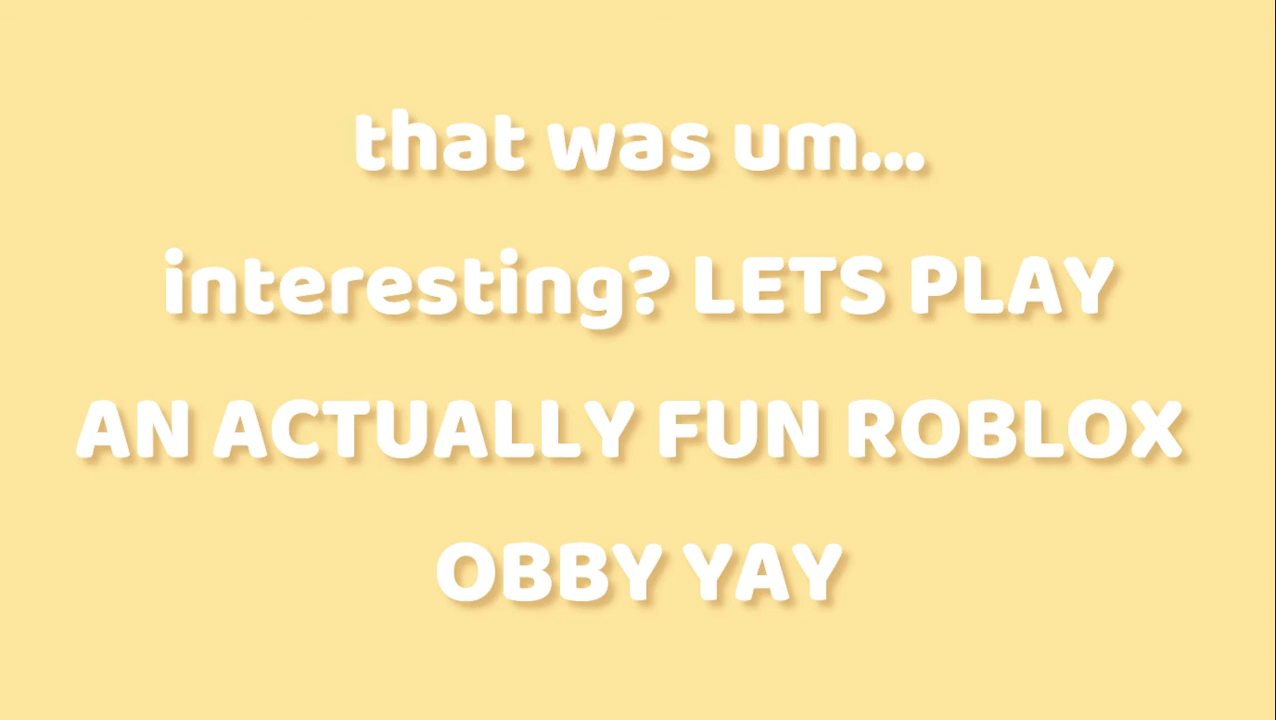 that was um...
interesting? LETS PLAY
AN ACTUALLY FUN ROBLOX
OBBY YAY